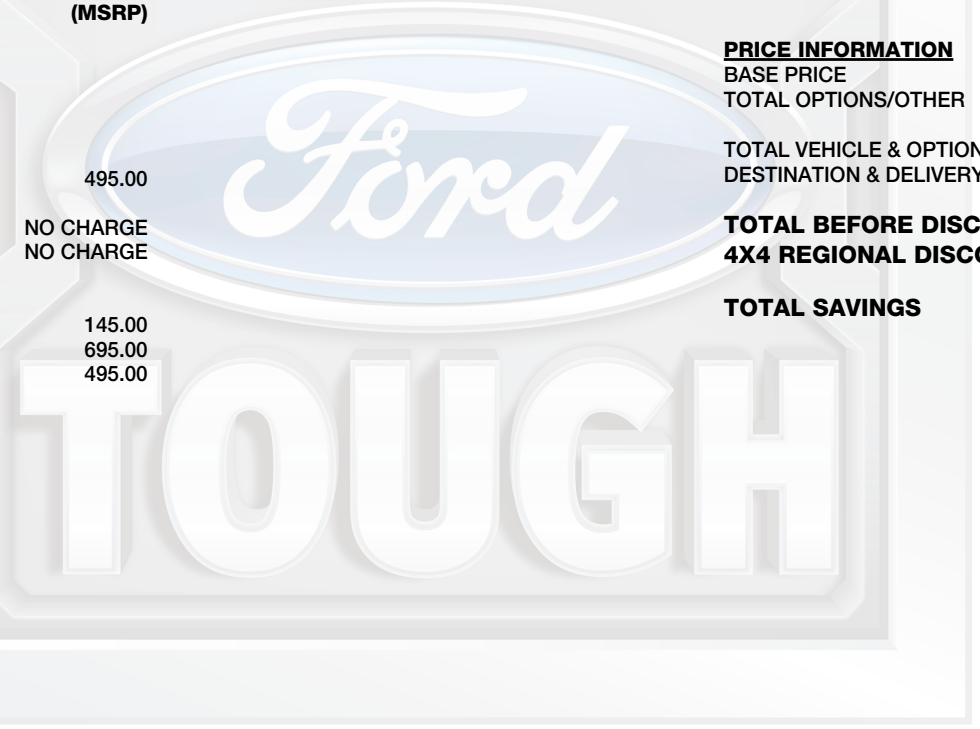 (MSRP)
495.00
NO CHARGE
NO CHARGE
145.00
695.00
495.00
PRICE INFORMATION
BASE PRICE
TOTAL OPTIONS/OTHER
TOTAL VEHICLE & OPTION
DESTINATION & DELIVERY
TOTAL BEFORE DISC
4X4 REGIONAL DISCO
TOTAL SAVINGS
Ford
TOUGH